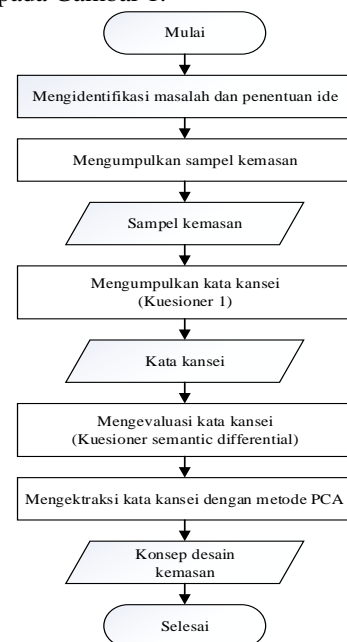 pada Gambar 1.
Mulai
Mengidentifikasi masalah dan penentuan ide
Mengumpulkan sampel kemasan
Sampel kemasan
Mengumpulkan kata kansei
(Kuesioner 1)
Kata kansei
Mengevaluasi kata kansei
(Kuesioner semantic differential)
Mengektraksi kata kansei dengan metode PCA
Konsep desain
kemasan
Selesai